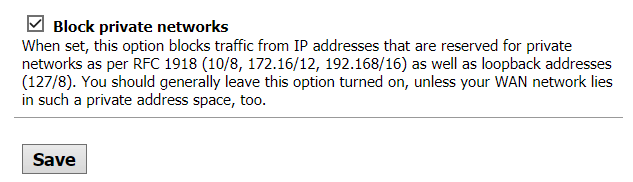 Block private networks
When set, this option blocks traffic from IP addresses that are reserved for private
networks as per RFC 1918 (10/8, 172.16/12, 192.168/16) as well as loopback addresses
(127/8). You should generally leave this option turned on, unless your WAN network lies
in such a private address space, too.
Save